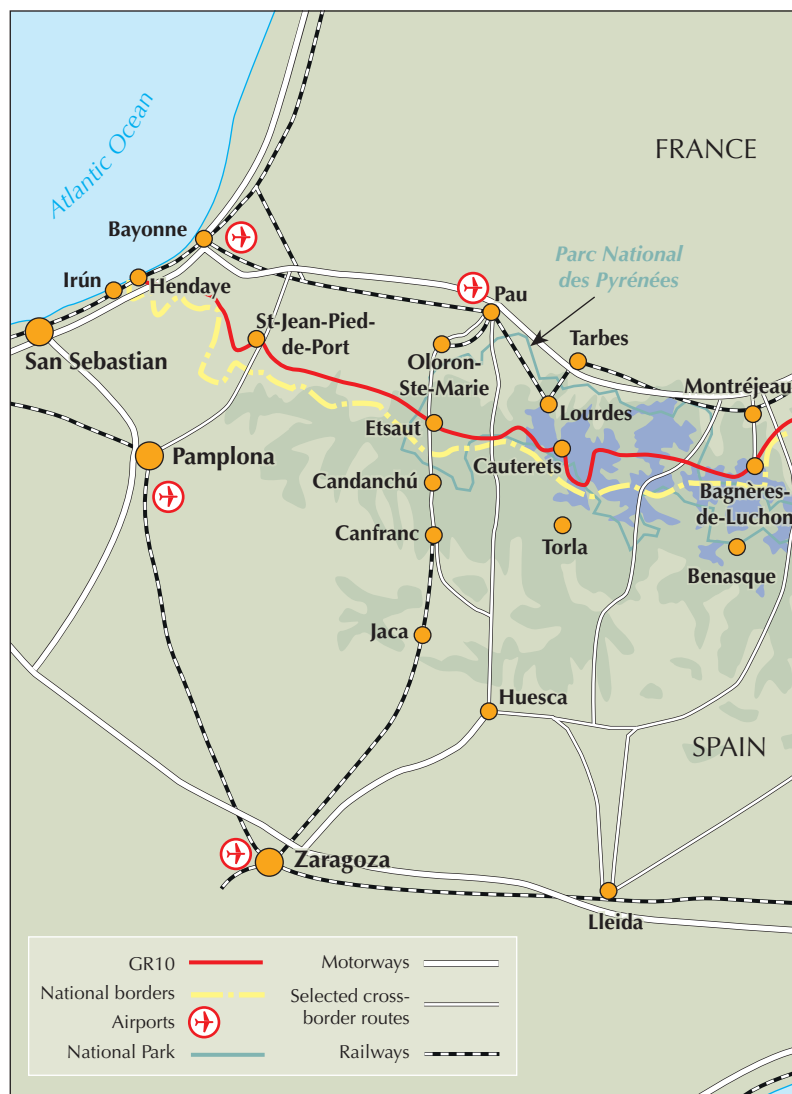 FRANCE
Atlantic Ocean
Bayonne
Parc National
des Pyrénées
Irún
Hendaye
Pau
St-Jean-Pied-
de-Port
Tarbes
San Sebastian
Oloron-
Ste-Marie
Montréjeau
Lourdes
Etsaut
Pamplona
Cauterets
Candanchú
Bagnères-
de-Luchon
Canfranc
Torla
Benasque
Jaca
Huesca
SPAIN
Zaragoza
Lleida
GR10
National borders
Airports
National Park
Motorways
Selected cross-
border routes
Railways